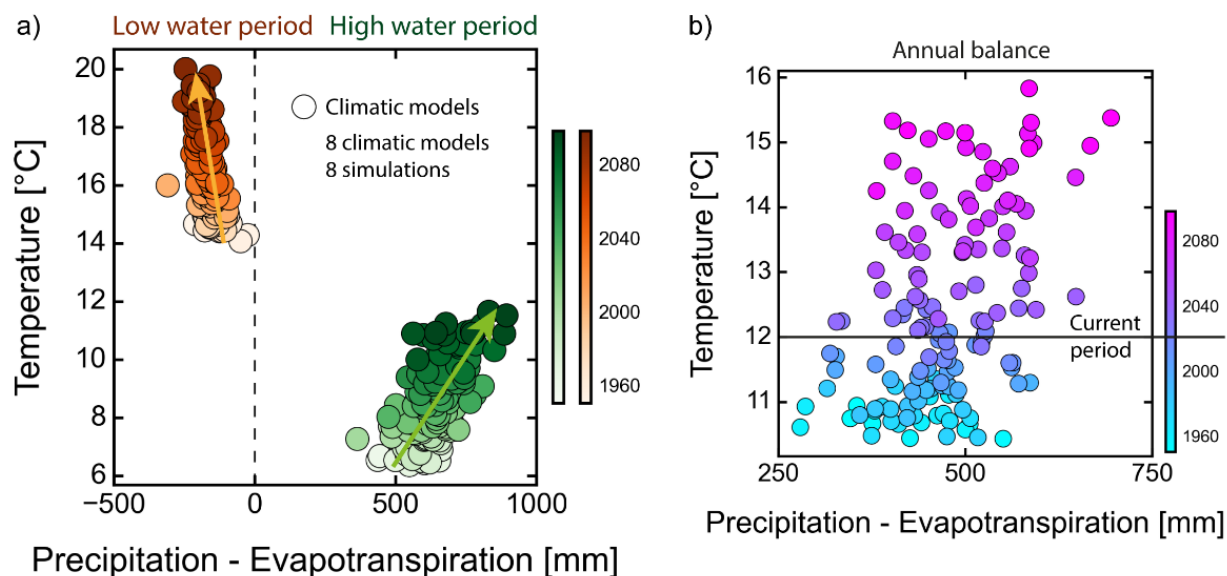 a)
Low water period
High water period
20
18
16
14
12
10
8
6
−500
0
500
1000
Temperature [°C]
Precipitation - Evapotranspiration [mm]
Climatic models
8 climatic models
8 simulations
2080
2040
2000
1960
b)
Annual balance
16
15
14
13
12
11
250
500
750
Temperature [°C]
Precipitation - Evapotranspiration [mm]
Current
period
2080
2040
2000
1960